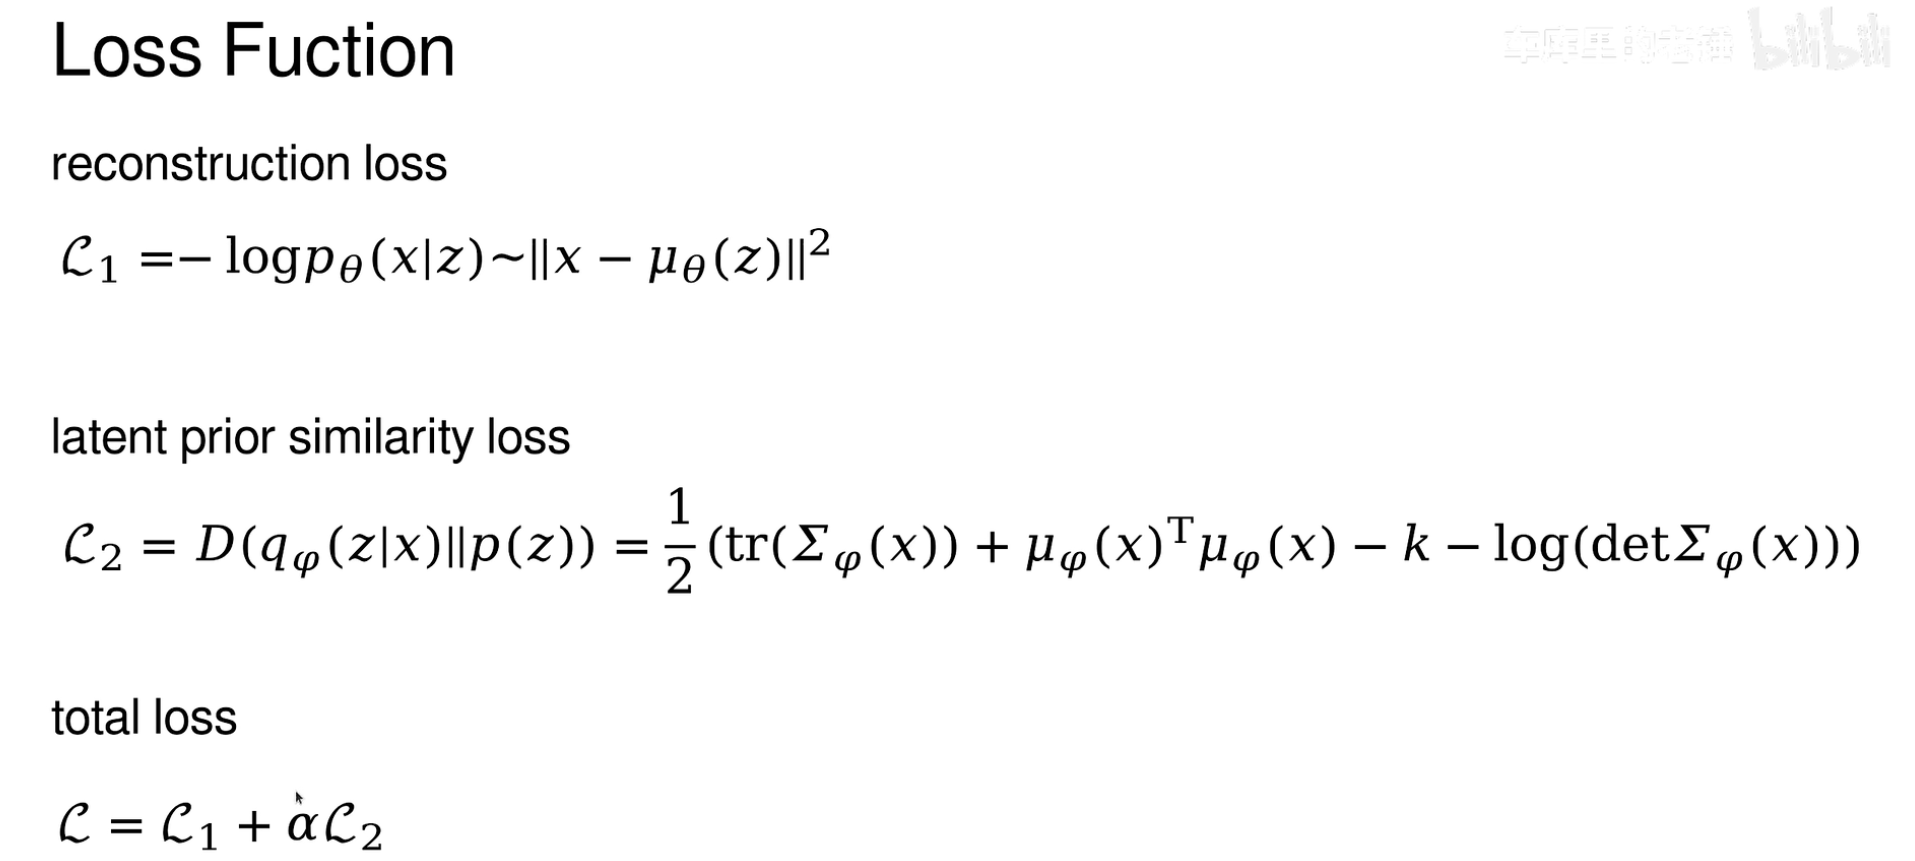 Loss Fuction
bilibili
reconstruction loss
ℒ₁ =− log p_θ(x|z)~‖x − μ_θ(z)‖²
latent prior similarity loss
ℒ₂ = D(q_φ(z|x)‖p(z)) = 1/2 (tr(Σ_φ(x)) + μ_φ(x)ᵀμ_φ(x) − k − log(detΣ_φ(x)))
total loss
ℒ = ℒ₁ + αℒ₂